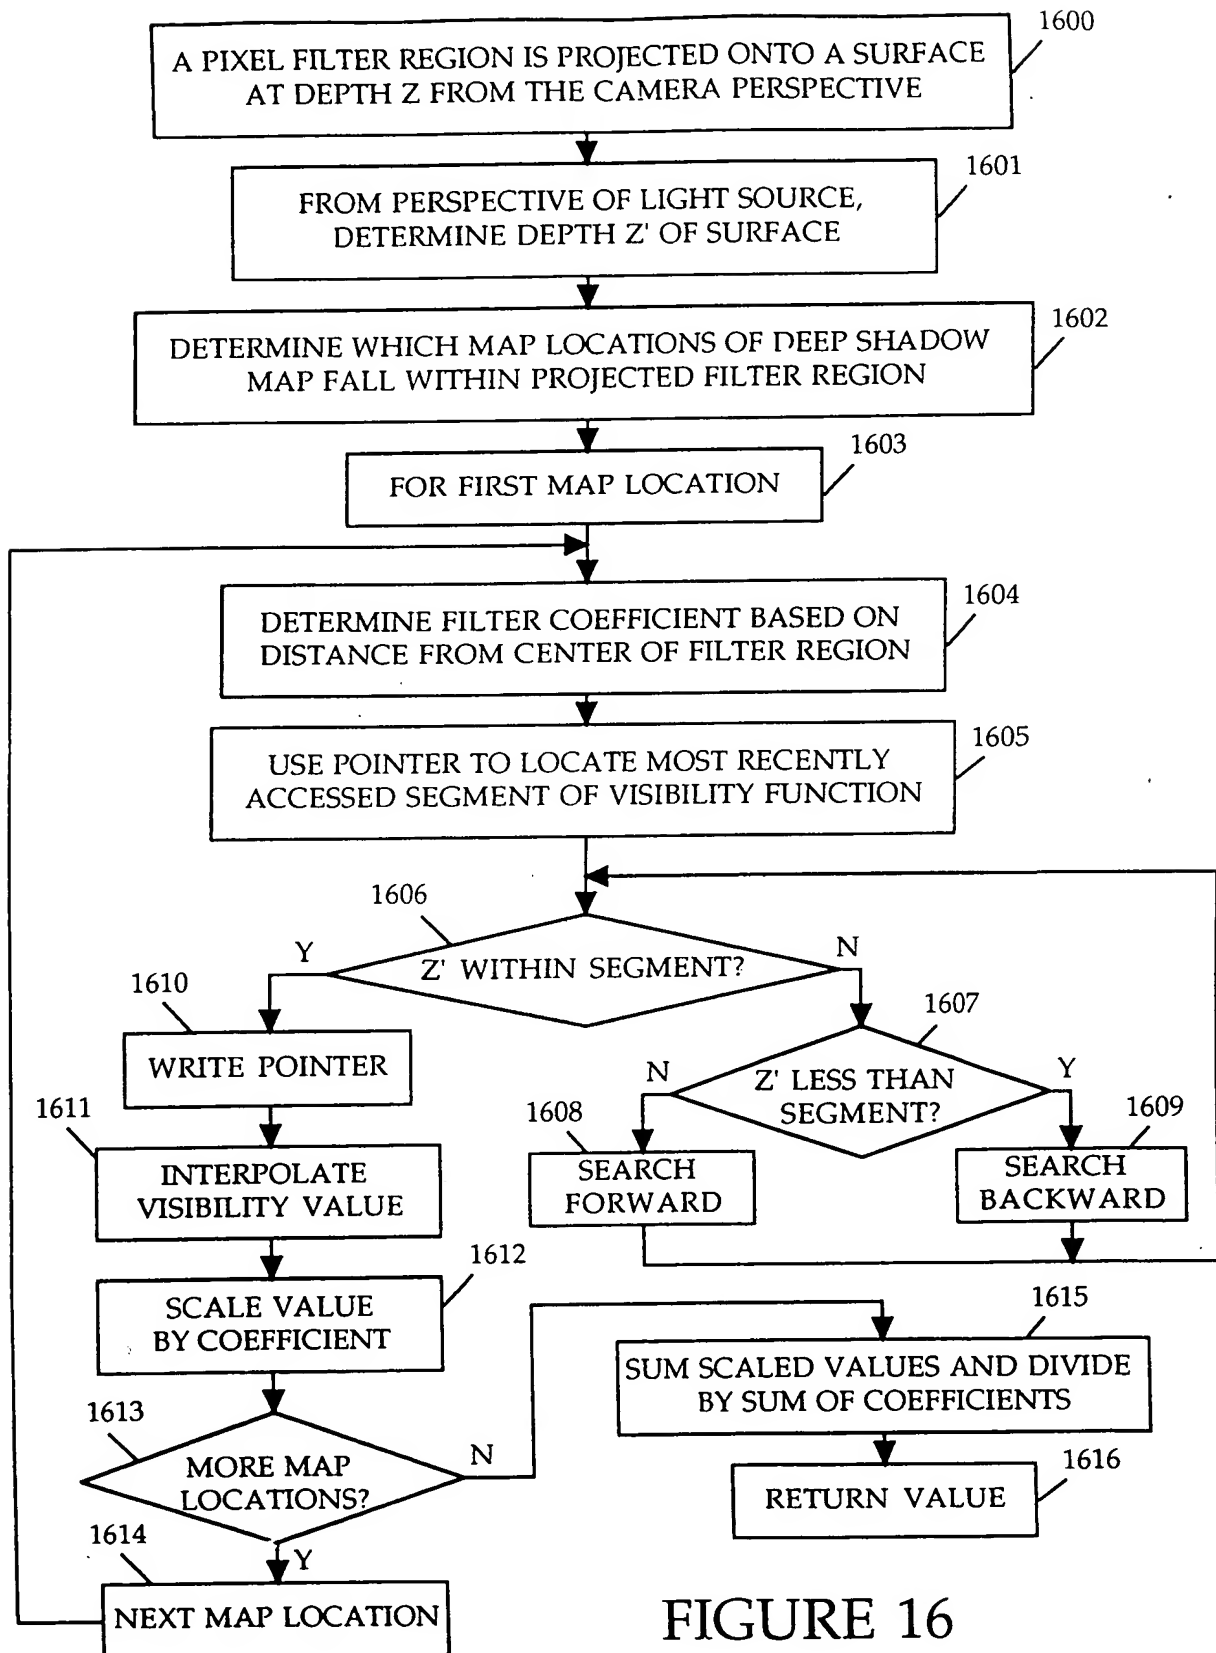 1600
A PIXEL FILTER REGION IS PROJECTED ONTO A SURFACE
AT DEPTH Z FROM THE CAMERA PERSPECTIVE
1601
FROM PERSPECTIVE OF LIGHT SOURCE,
DETERMINE DEPTH Z' OF SURFACE
1602
DETERMINE WHICH MAP LOCATIONS OF DEEP SHADOW
MAP FALL WITHIN PROJECTED FILTER REGION
1603
FOR FIRST MAP LOCATION
1604
DETERMINE FILTER COEFFICIENT BASED ON
DISTANCE FROM CENTER OF FILTER REGION
1605
USE POINTER TO LOCATE MOST RECENTLY
ACCESSED SEGMENT OF VISIBILITY FUNCTION
1606
Y
Z' WITHIN SEGMENT?
N
1610
WRITE POINTER
1607
N
Z' LESS THAN
SEGMENT?
Y
1611
INTERPOLATE
VISIBILITY VALUE
1608
SEARCH
FORWARD
1609
SEARCH
BACKWARD
1612
SCALE VALUE
BY COEFFICIENT
1615
SUM SCALED VALUES AND DIVIDE
BY SUM OF COEFFICIENTS
1613
MORE MAP
LOCATIONS?
N
Y
1616
RETURN VALUE
1614
NEXT MAP LOCATION
FIGURE 16